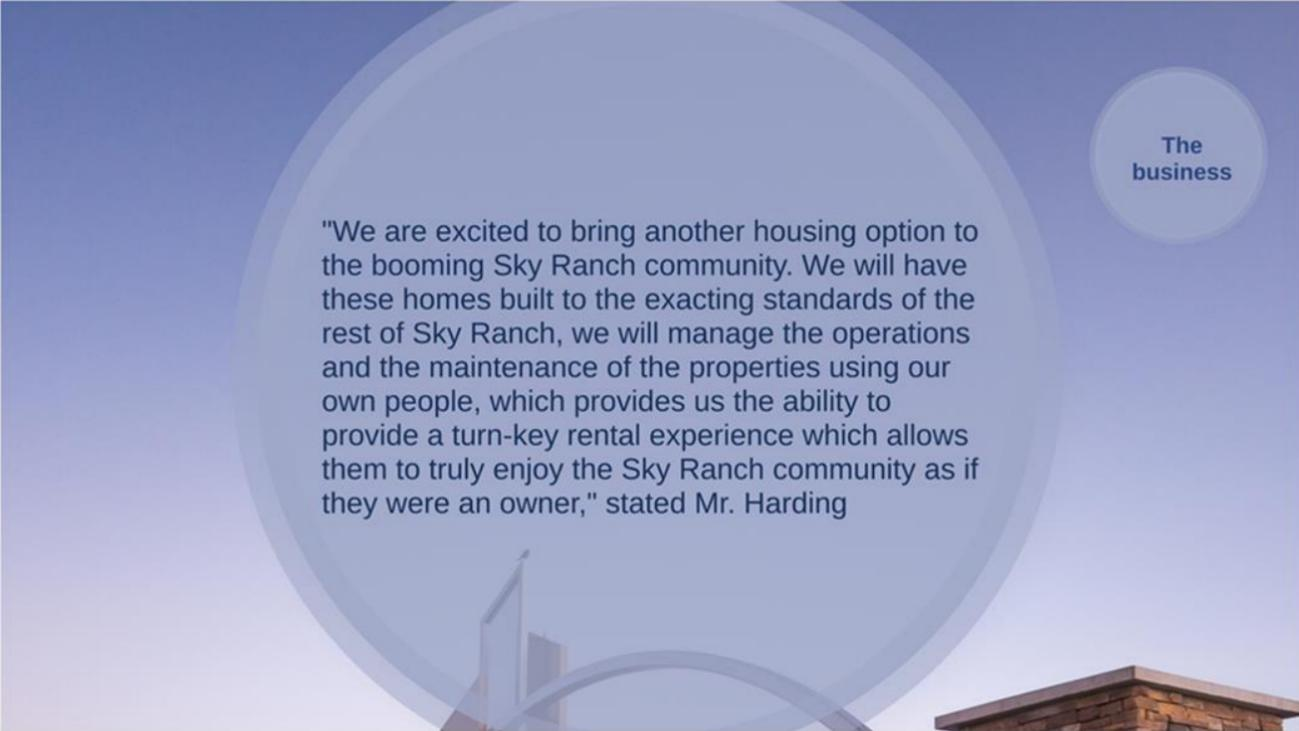 "We are excited to bring another housing option to
the booming Sky Ranch community. We will have
these homes built to the exacting standards of the
rest of Sky Ranch, we will manage the operations
and the maintenance of the properties using our
own people, which provides us the ability to
provide a turn-key rental experience which allows
them to truly enjoy the Sky Ranch community as if
they were an owner," stated Mr. Harding
The
business